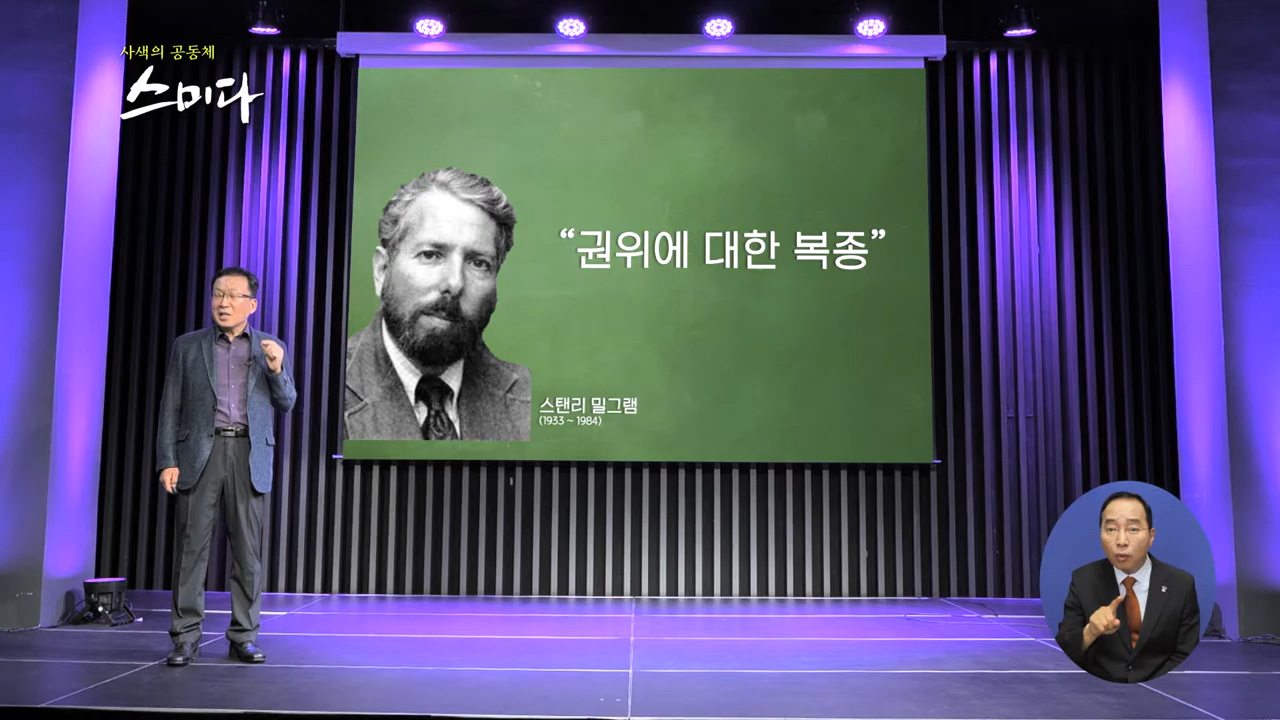 사색의 공동체
스미다
“권위에 대한 복종”
스탠리 밀그램
(1933 ~ 1984)